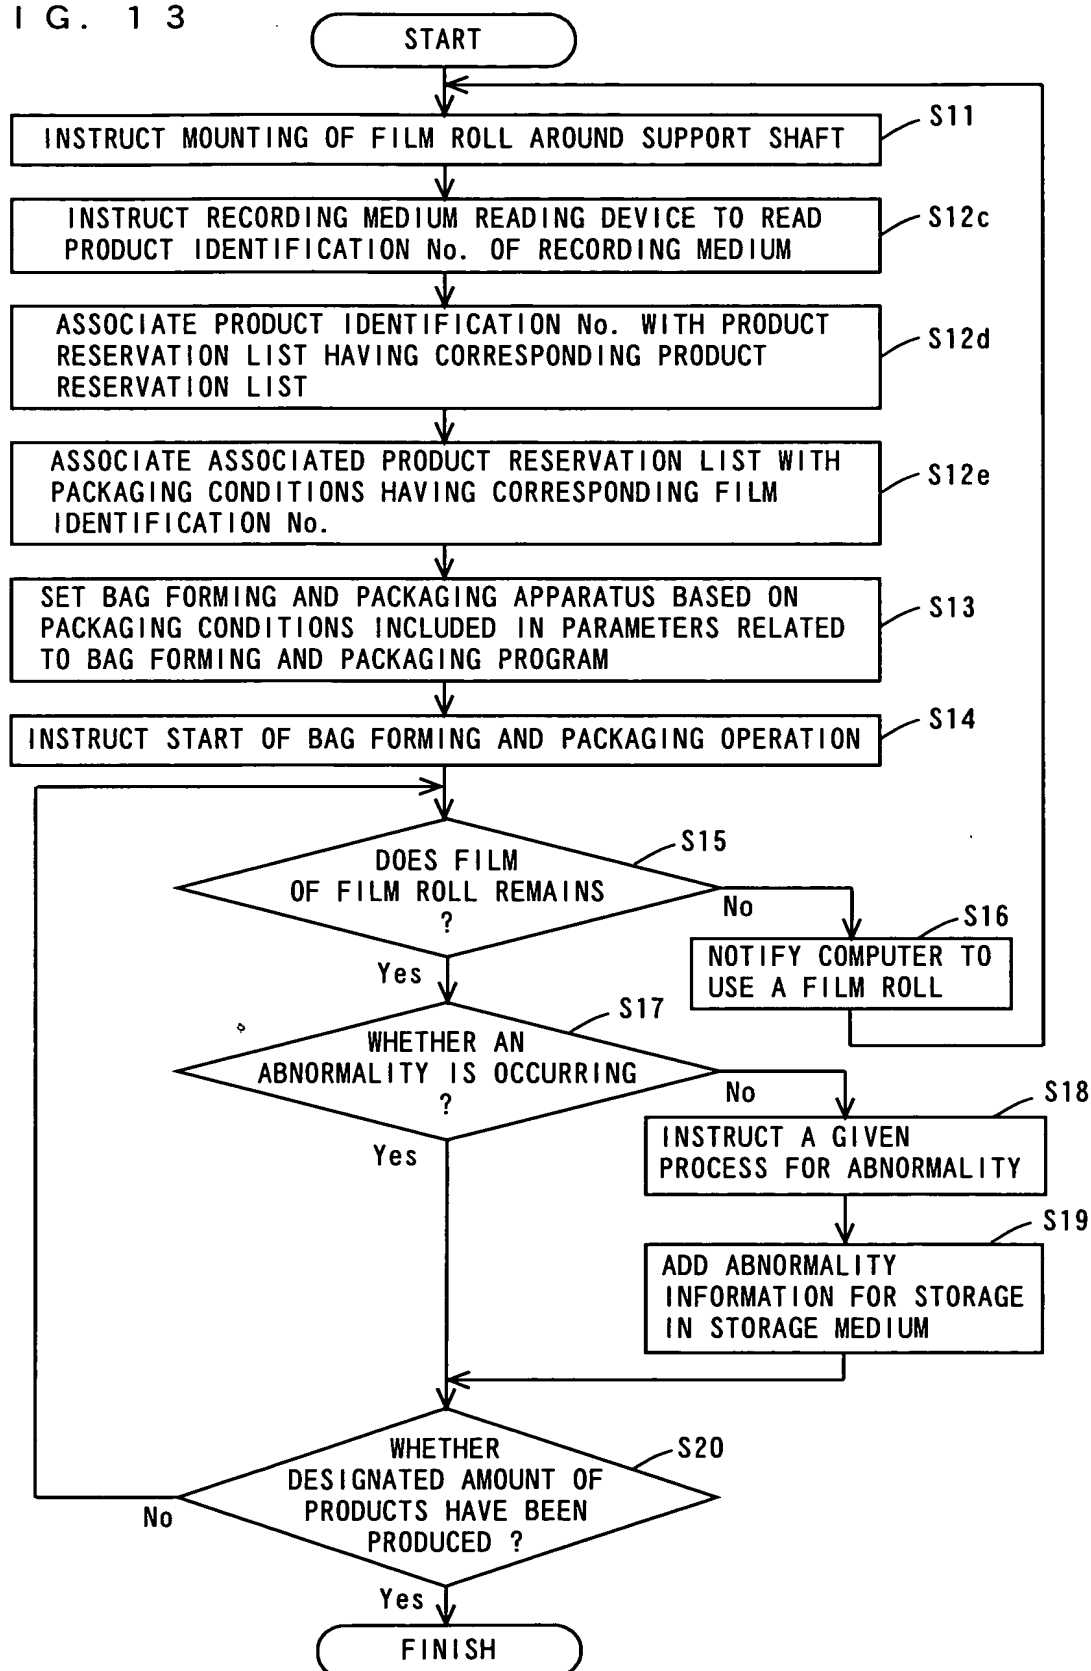 IG. 13
START
INSTRUCT MOUNTING OF FILM ROLL AROUND SUPPORT SHAFT
S11
INSTRUCT RECORDING MEDIUM READING DEVICE TO READ
PRODUCT IDENTIFICATION No. OF RECORDING MEDIUM
S12c
ASSOCIATE PRODUCT IDENTIFICATION No. WITH PRODUCT
RESERVATION LIST HAVING CORRESPONDING PRODUCT
RESERVATION LIST
S12d
ASSOCIATE ASSOCIATED PRODUCT RESERVATION LIST WITH
PACKAGING CONDITIONS HAVING CORRESPONDING FILM
IDENTIFICATION No.
S12e
SET BAG FORMING AND PACKAGING APPARATUS BASED ON
PACKAGING CONDITIONS INCLUDED IN PARAMETERS RELATED
TO BAG FORMING AND PACKAGING PROGRAM
S13
INSTRUCT START OF BAG FORMING AND PACKAGING OPERATION
S14
DOES FILM
OF FILM ROLL REMAINS
?
S15
No
Yes
NOTIFY COMPUTER TO
USE A FILM ROLL
S16
WHETHER AN
ABNORMALITY IS OCCURRING
?
S17
No
Yes
INSTRUCT A GIVEN
PROCESS FOR ABNORMALITY
S18
ADD ABNORMALITY
INFORMATION FOR STORAGE
IN STORAGE MEDIUM
S19
WHETHER
DESIGNATED AMOUNT OF
PRODUCTS HAVE BEEN
PRODUCED ?
S20
No
Yes
FINISH